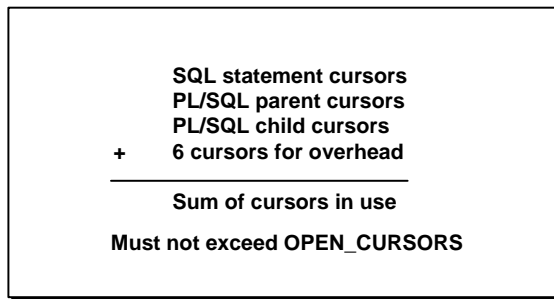 SQL statement cursors
PL/SQL parent cursors
PL/SQL child cursors
+ 6 cursors for overhead
Sum of cursors in use
Must not exceed OPEN_CURSORS